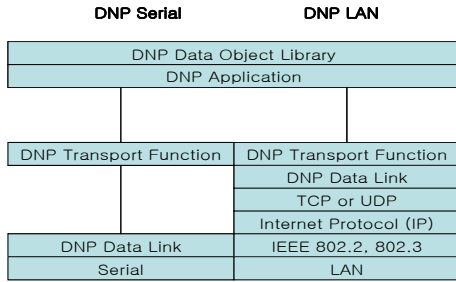 DNP Serial DNP LAN
DNP Data Object Library
DNP Application
DNP Transport Function DNP Transport Function
DNP Data Link
TCP or UDP
Internet Protocol (IP)
DNP Data Link IEEE 802.2, 802.3
Serial LAN